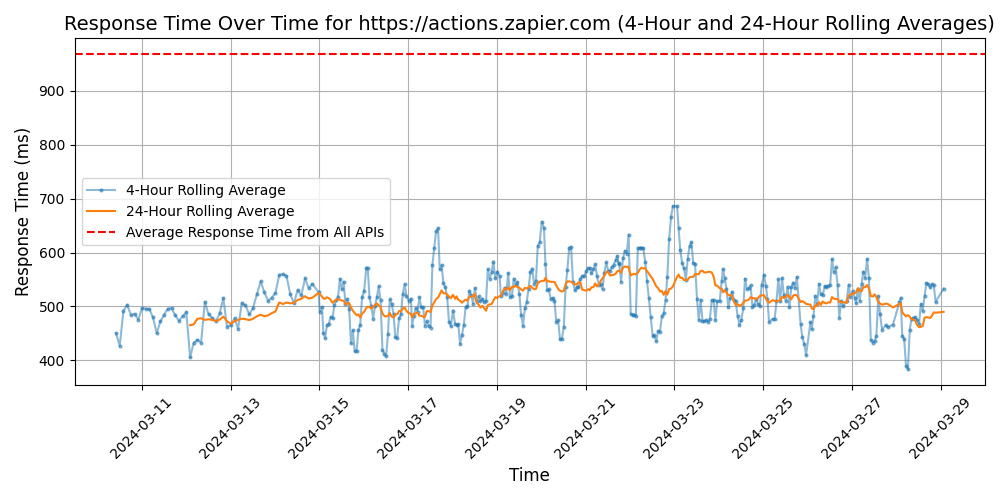 Response Time Over Time for https://actions.zapier.com (4-Hour and 24-Hour Rolling Averages)
Response Time (ms)
900
800
700
600
500
400
4-Hour Rolling Average
24-Hour Rolling Average
Average Response Time from All APIs
2024-03-11
2024-03-13
2024-03-15
2024-03-17
2024-03-19
2024-03-21
2024-03-23
2024-03-25
2024-03-27
2024-03-29
Time